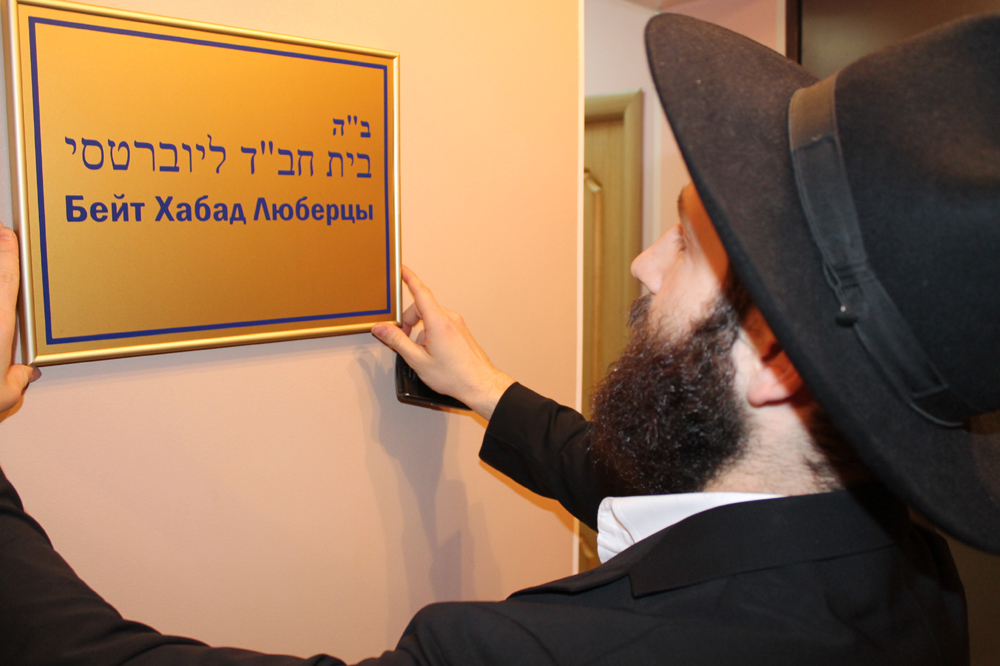 ב"ה
בית חב"ד ליוברטסי
Бейт Хабад Люберцы